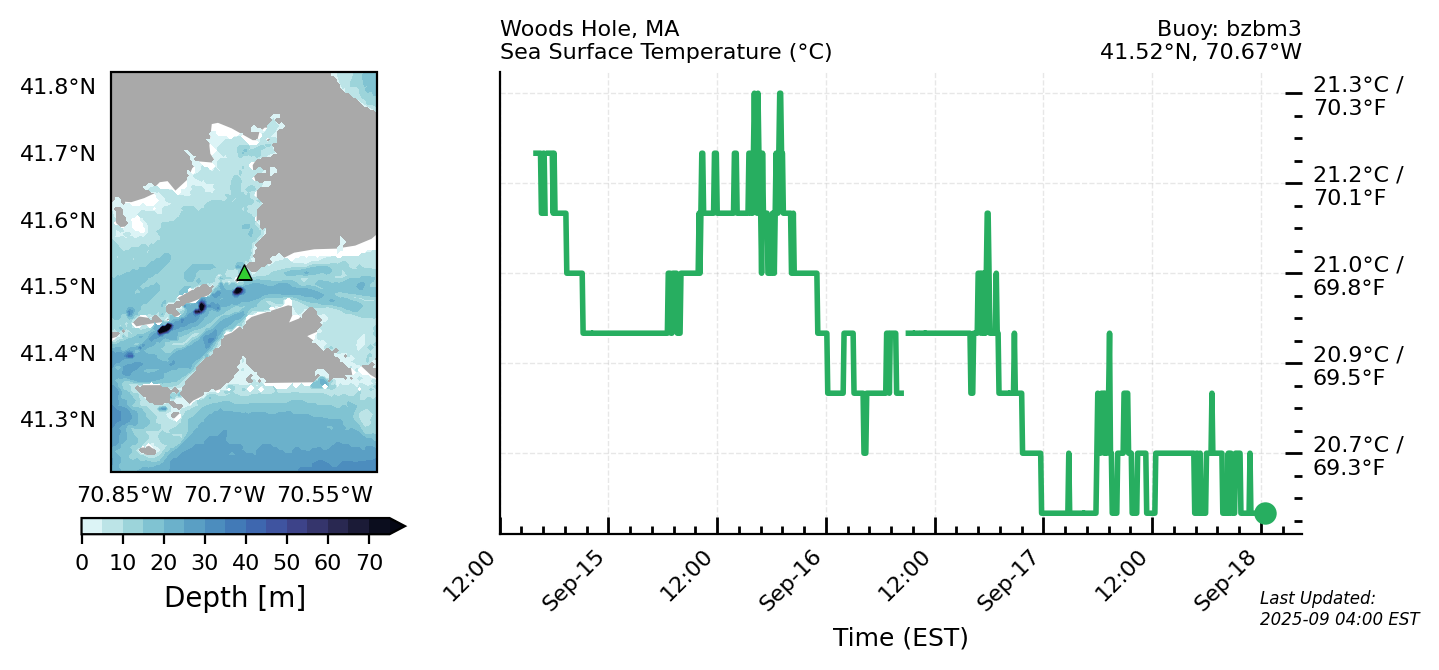 Woods Hole, MA
Sea Surface Temperature (°C)
Buoy: bzbm3
41.52°N, 70.67°W
41.8°N
41.7°N
41.6°N
41.5°N
41.4°N
41.3°N
70.85°W 70.7°W 70.55°W
0 10 20 30 40 50 60 70
Depth [m]
21.3°C /
70.3°F
21.2°C /
70.1°F
21.0°C /
69.8°F
20.9°C /
69.5°F
20.7°C /
69.3°F
12:00 Sep-15 12:00 Sep-16 12:00 Sep-17 12:00 Sep-18
Time (EST)
Last Updated:
2025-09 04:00 EST